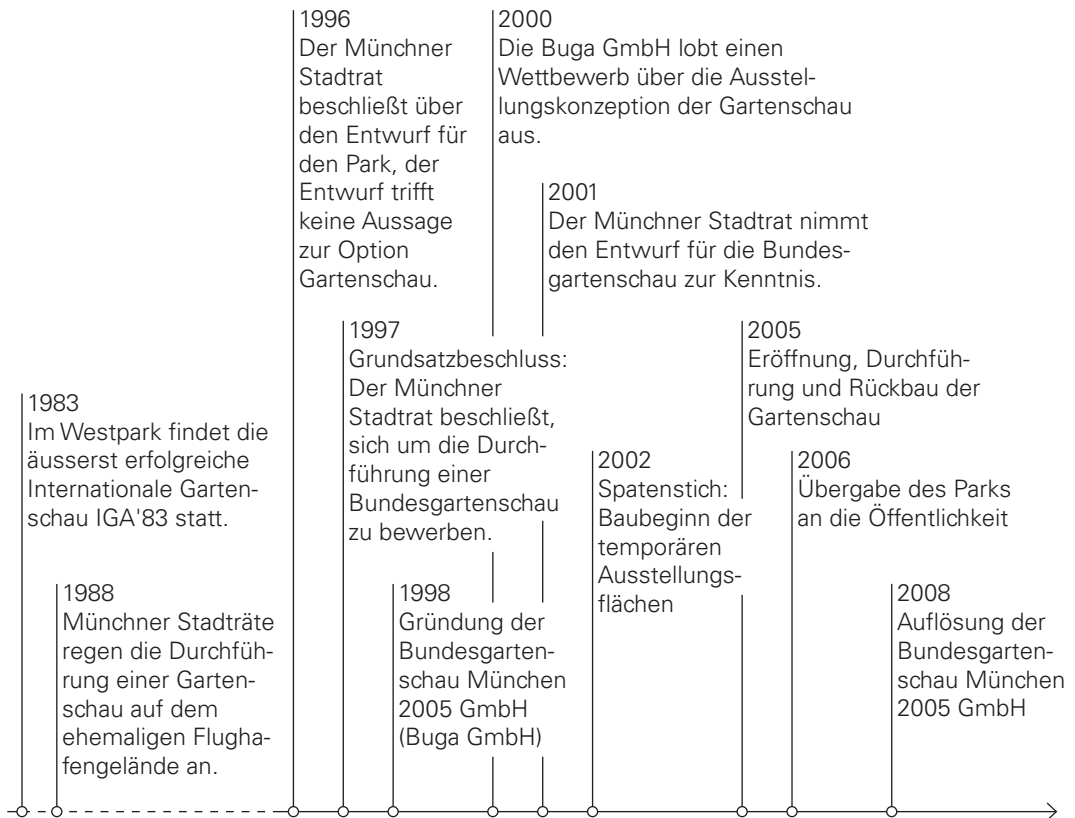 1983
Im Westpark findet die
äusserst erfolgreiche
Internationale Garten-
schau IGA'83 statt.
1988
Münchner Stadträte
regen die Durchfüh-
rung einer Garten-
schau auf dem
ehemaligen Flugha-
fengelände an.
1996
Der Münchner
Stadtrat
beschließt über
den Entwurf für
den Park, der
Entwurf trifft
keine Aussage
zur Option
Gartenschau.
1997
Grundsatzbeschluss:
Der Münchner
Stadtrat beschließt,
sich um die Durch-
führung einer
Bundesgartenschau
zu bewerben.
1998
Gründung der
Bundesgarten-
schau München
2005 GmbH
(Buga GmbH)
2000
Die Buga GmbH lobt einen
Wettbewerb über die Ausstel-
lungskonzeption der Gartenschau
aus.
2001
Der Münchner Stadtrat nimmt
den Entwurf für die Bundes-
gartenschau zur Kenntnis.
2002
Spatenstich:
Baubeginn der
temporären
Ausstellungs-
flächen
2005
Eröffnung, Durchfüh-
rung und Rückbau der
Gartenschau
2006
Übergabe des Parks
an die Öffentlichkeit
2008
Auflösung der
Bundesgarten-
schau München
2005 GmbH